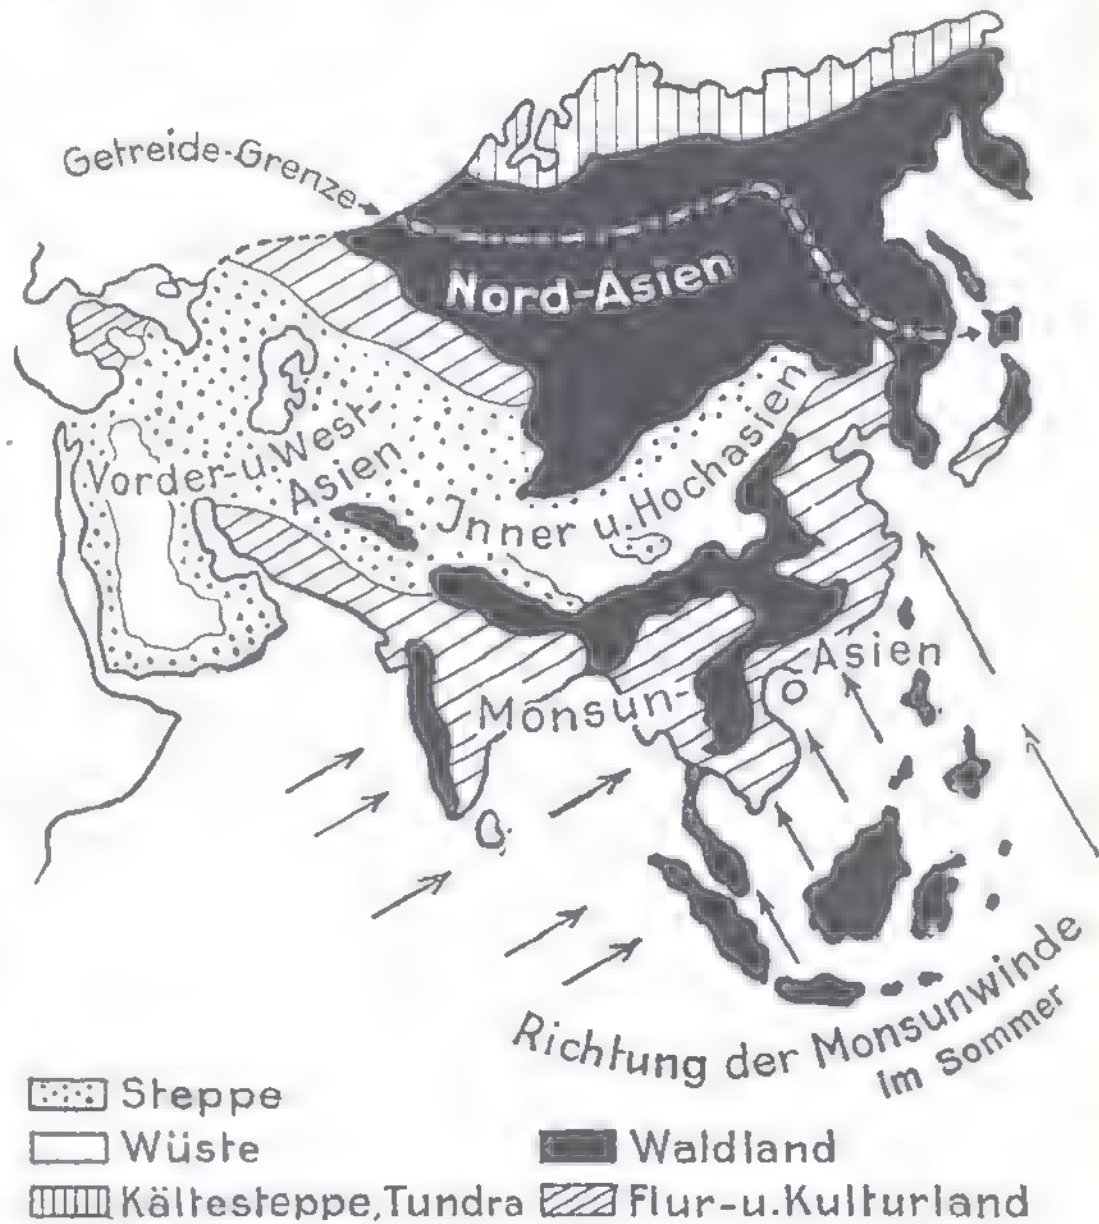 Getreide-Grenze
Nord-Asien
Vorder-u.West-
Asien
Jnner u.Hochasien
Monsun-
Asien
Richtung der Monsunwinde
im Sommer
Steppe
Wüste
Waldland
Kältesteppe,Tundra
Flur-u.Kulturland